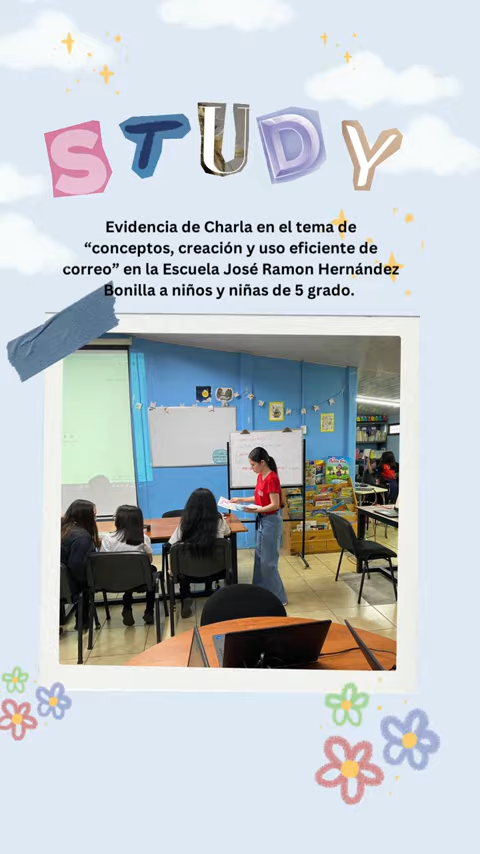 STUDY
Evidencia de Charla en el tema de
“conceptos, creación y uso eficiente de
correo” en la Escuela José Ramon Hernández
Bonilla a niños y niñas de 5 grado.